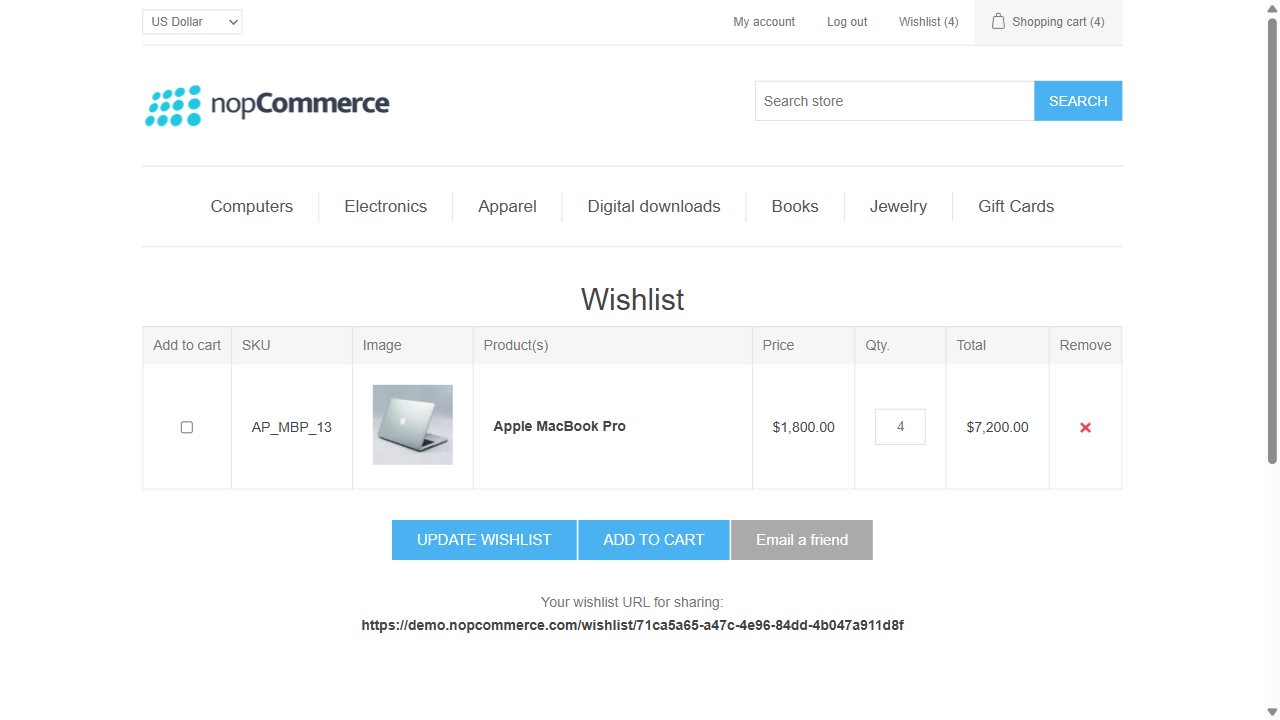 US Dollar
My account
Log out
Wishlist (4)
Shopping cart (4)
nopCommerce
Search store
SEARCH
Computers
Electronics
Apparel
Digital downloads
Books
Jewelry
Gift Cards
Wishlist
Add to cart
SKU
Image
Product(s)
Price
Qty.
Total
Remove
AP_MBP_13
Apple MacBook Pro
$1,800.00
4
$7,200.00
UPDATE WISHLIST
ADD TO CART
Email a friend
Your wishlist URL for sharing:
https://demo.nopcommerce.com/wishlist/71ca5a65-a47c-4e96-84dd-4b047a911d8f